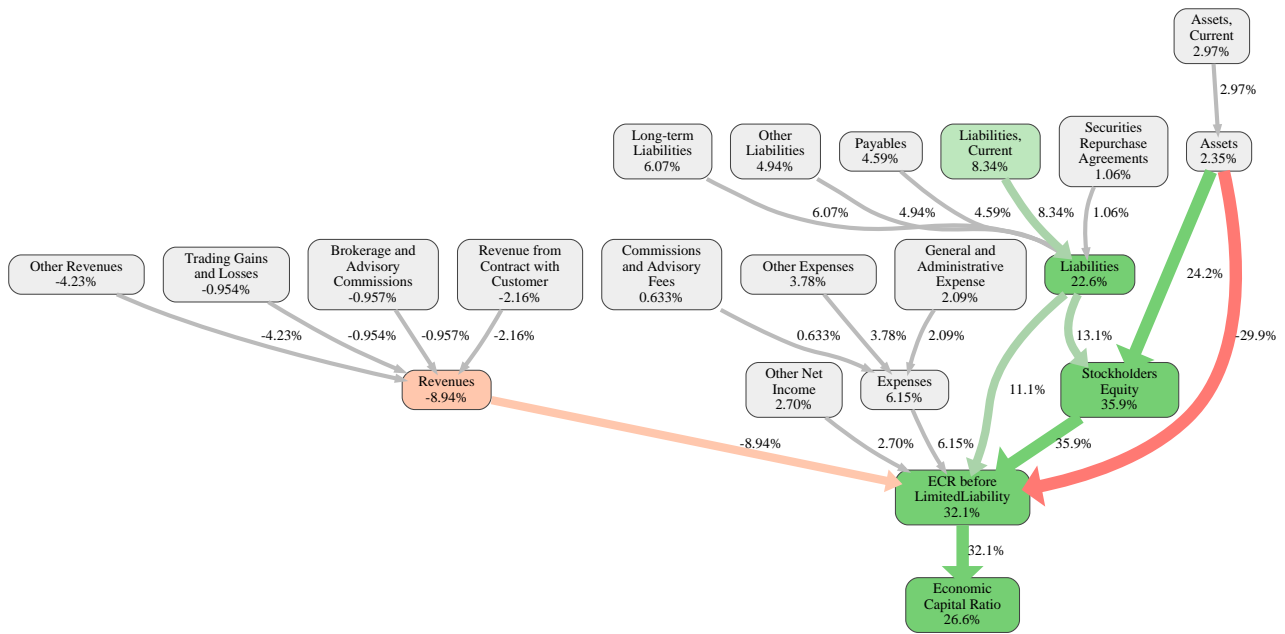 Assets,
Current
2.97%
2.97%
Long-term
Liabilities
6.07%
Other
Liabilities
4.94%
Payables
4.59%
Liabilities,
Current
8.34%
Securities
Repurchase
Agreements
1.06%
Assets
2.35%
6.07%
4.94%
4.59%
8.34%
1.06%
Other Revenues
-4.23%
Trading Gains
and Losses
-0.954%
Brokerage and
Advisory
Commissions
-0.957%
Revenue from
Contract with
Customer
-2.16%
Commissions
and Advisory
Fees
0.633%
Other Expenses
3.78%
General and
Administrative
Expense
2.09%
Liabilities
22.6%
24.2%
-4.23%
-0.954%
-0.957%
-2.16%
0.633%
3.78%
2.09%
13.1%
-29.9%
Revenues
-8.94%
Other Net
Income
2.70%
Expenses
6.15%
11.1%
Stockholders
Equity
35.9%
-8.94%
2.70%
6.15%
35.9%
ECR before
LimitedLiability
32.1%
32.1%
Economic
Capital Ratio
26.6%